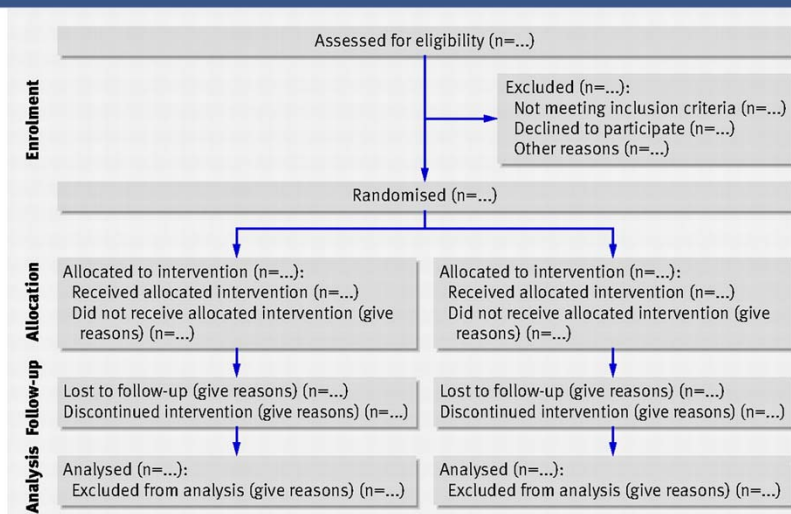 Assessed for eligibility (n=...)
Enrolment
Excluded (n=...):
Not meeting inclusion criteria (n=...)
Declined to participate (n=...)
Other reasons (n=...)
Randomised (n=...)
Allocation
Allocated to intervention (n=...):
Received allocated intervention (n=...)
Did not receive allocated intervention (give
reasons) (n=...)
Allocated to intervention (n=...):
Received allocated intervention (n=...)
Did not receive allocated intervention (give
reasons) (n=...)
Follow-up
Lost to follow-up (give reasons) (n=...)
Discontinued intervention (give reasons) (n=...)
Lost to follow-up (give reasons) (n=...)
Discontinued intervention (give reasons) (n=...)
Analysis
Analysed (n=...):
Excluded from analysis (give reasons) (n=...)
Analysed (n=...):
Excluded from analysis (give reasons) (n=...)